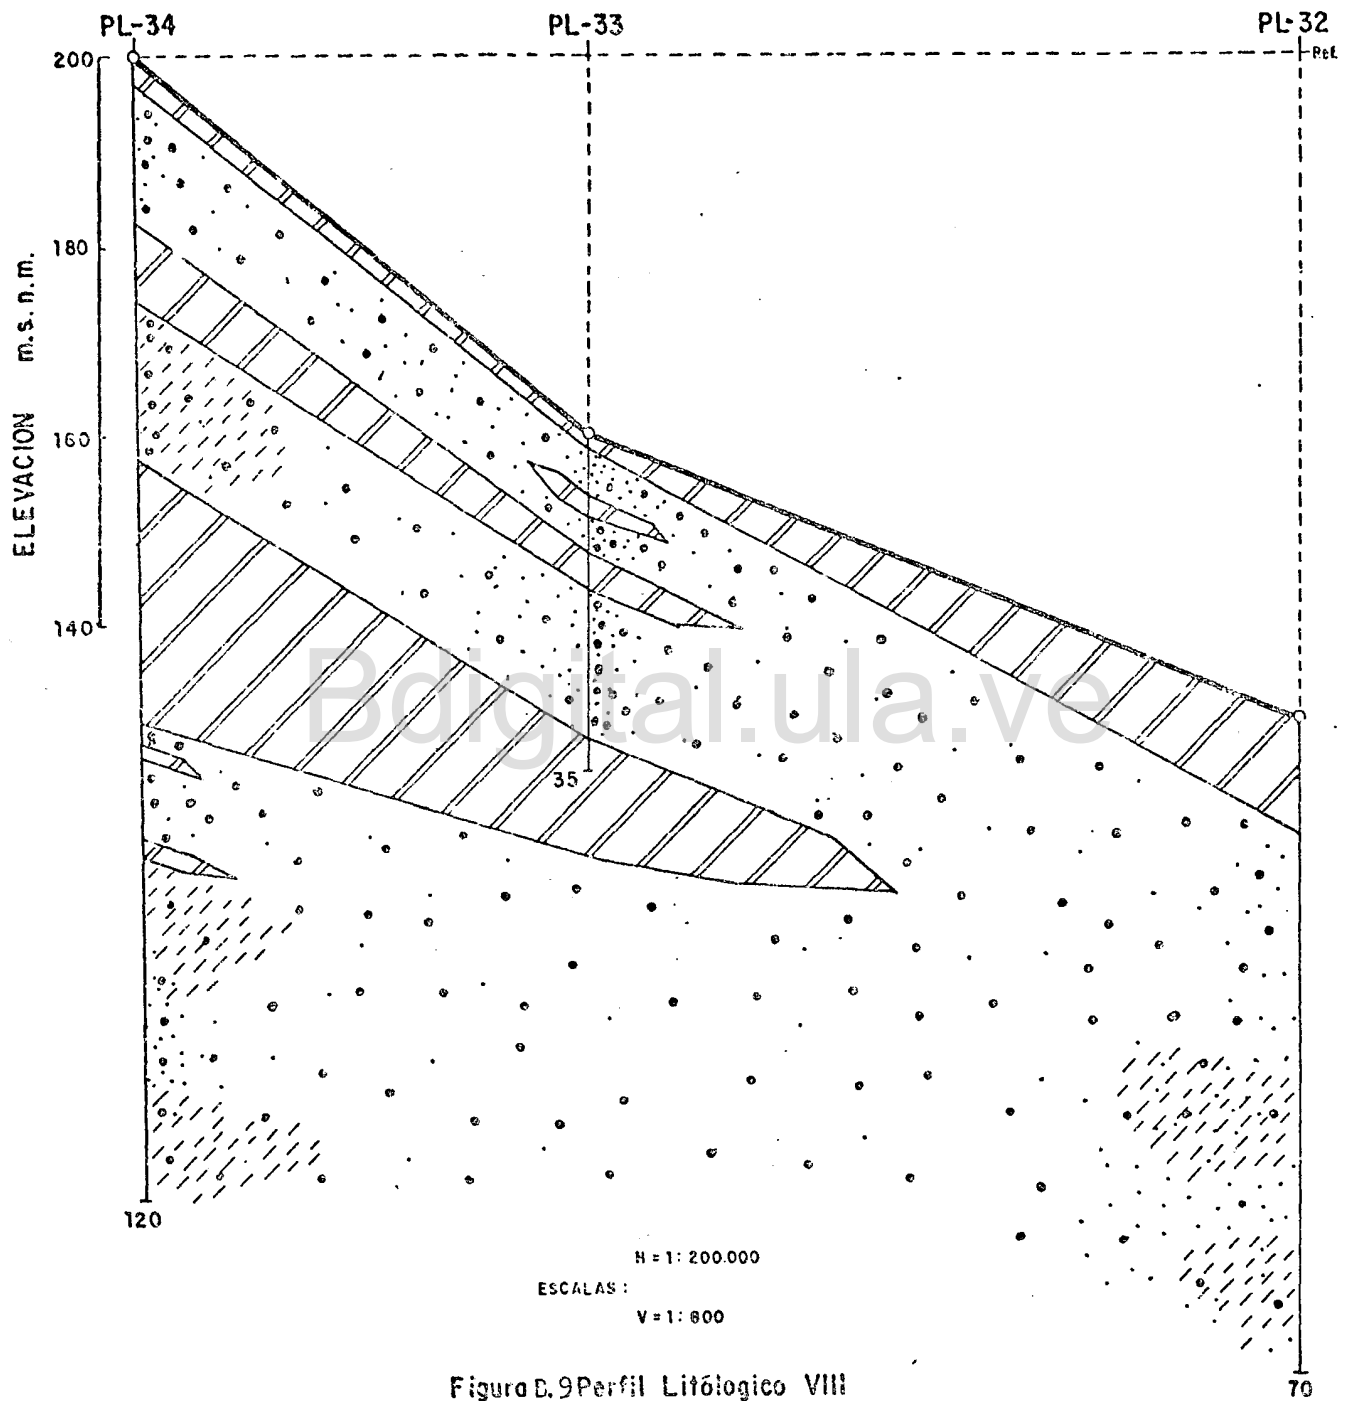 PL-34 PL-33 PL-32
Ref.
200
180
160
140
ELEVACION m.s.n.m.
Bdigital.ula.ve
35
120
H = 1: 200.000
ESCALAS :
V = 1: 800
70
Figura D. 9 Perfil Litólogico VIII